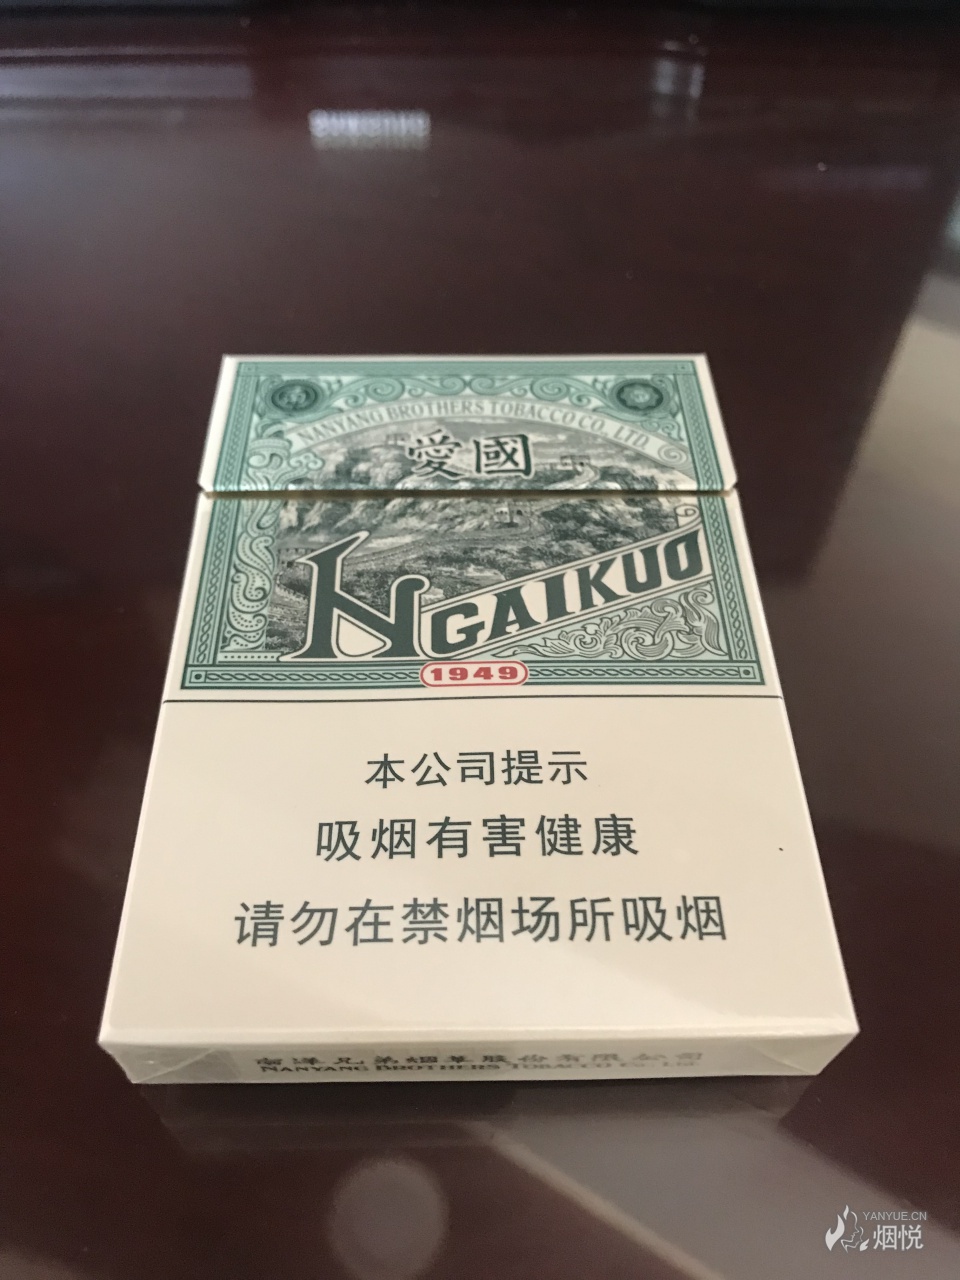 NANYANG BROTHERS TOBACCO CO., LTD.
愛國
NGAIKUO
1949
本公司提示
吸烟有害健康
请勿在禁烟场所吸烟
南洋兄弟烟草股份有限公司
NANYANG BROTHERS TOBACCO CO., LTD.
YANYUE.CN
烟悦